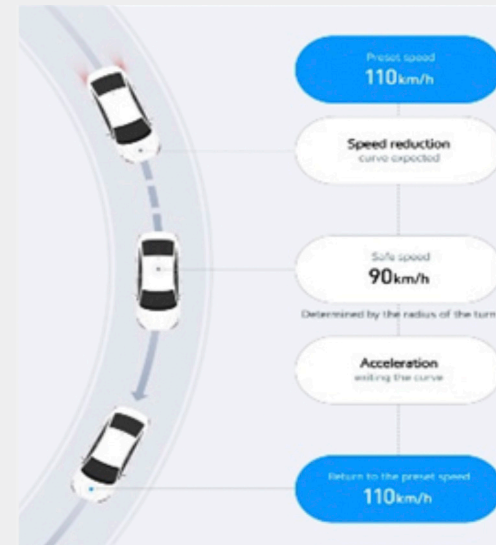 Preset speed
110km/h
Speed reduction
curve expected
Safe speed
90km/h
Determined by the radius of the turn
Acceleration
exiting the curve
Return to the preset speed
110km/h